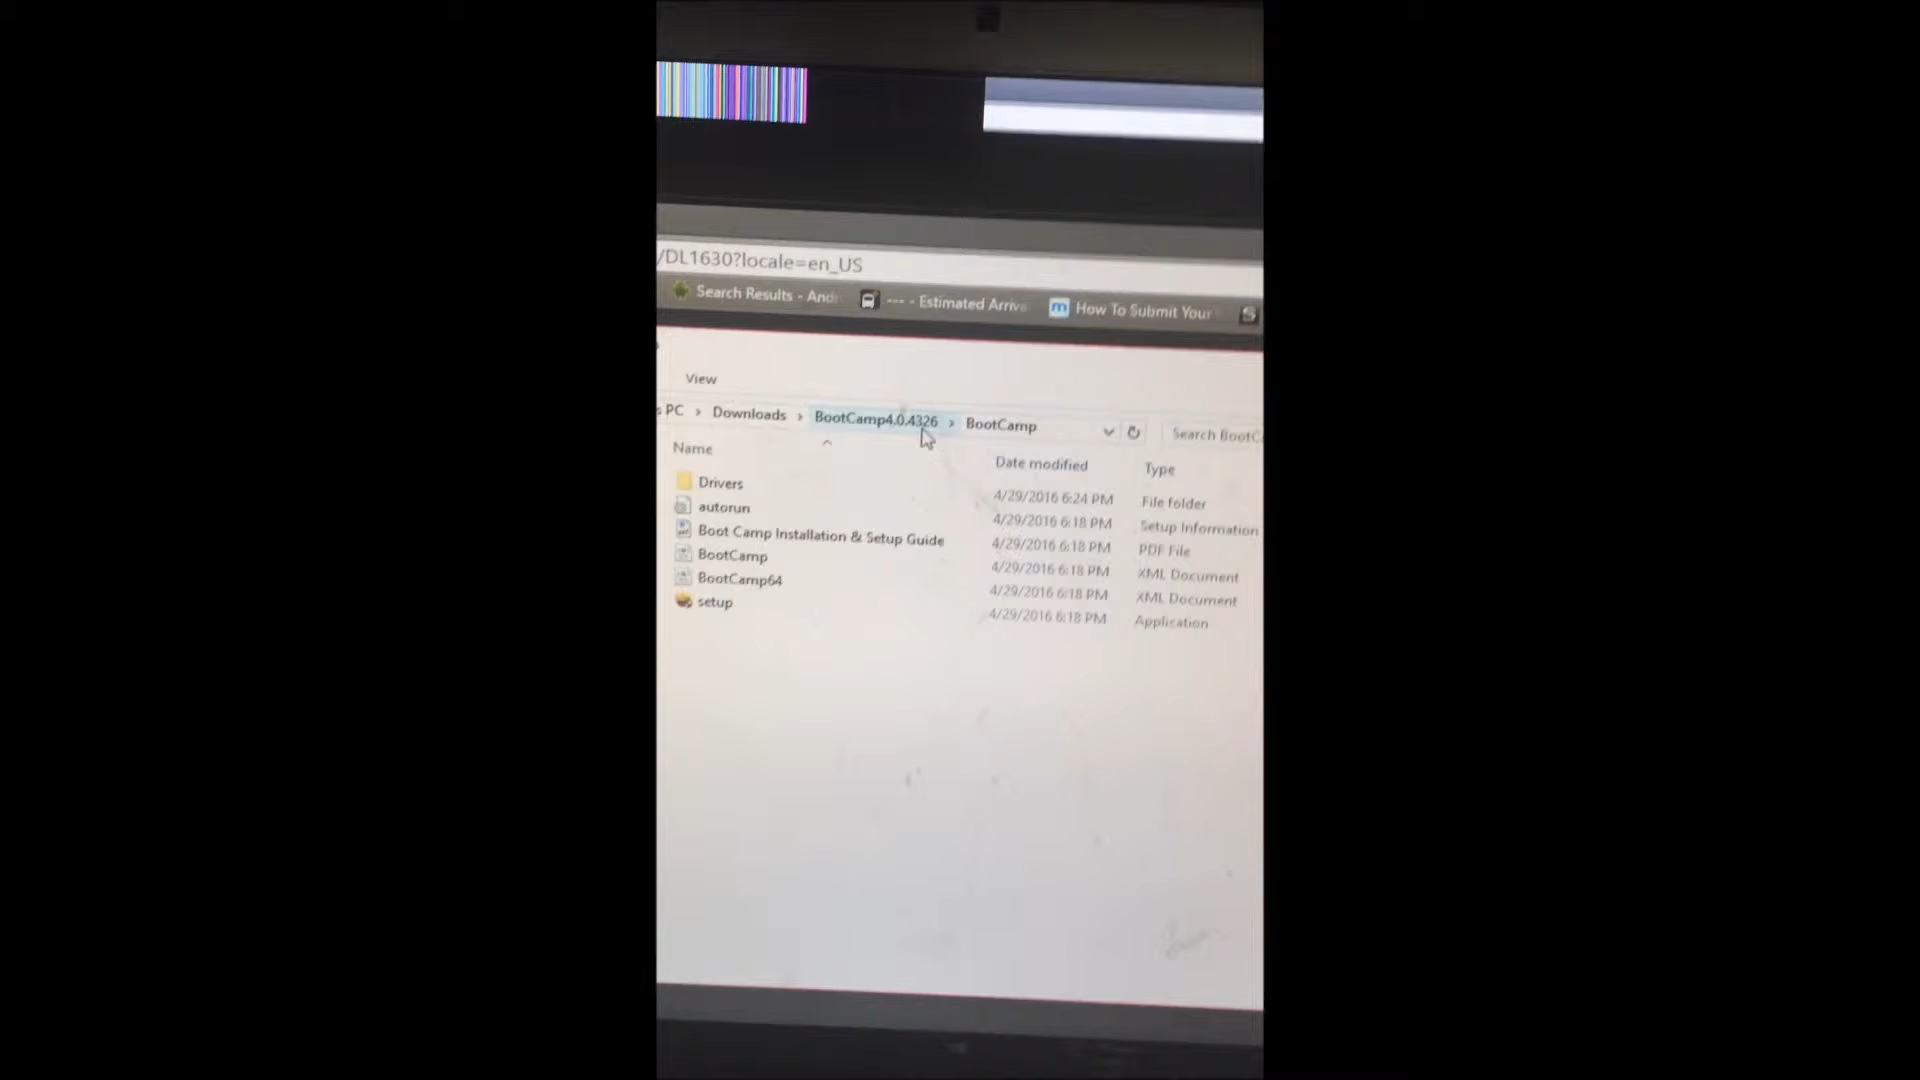 /DL1630?locale=en_US
Search Results - And
--- - Estimated Arriva
How To Submit Your
View
s PC > Downloads > BootCamp4.0.4326 > BootCamp
Search BootC
Name Date modified Type
Drivers 4/29/2016 6:24 PM File folder
autorun 4/29/2016 6:18 PM Setup Information
Boot Camp Installation & Setup Guide 4/29/2016 6:18 PM PDF File
BootCamp 4/29/2016 6:18 PM XML Document
BootCamp64 4/29/2016 6:18 PM XML Document
setup 4/29/2016 6:18 PM Application